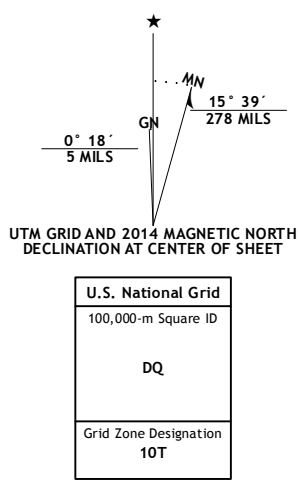 ★
MN
GN
15° 39´
278 MILS
0° 18´
5 MILS
UTM GRID AND 2014 MAGNETIC NORTH
DECLINATION AT CENTER OF SHEET
U.S. National Grid
100,000-m Square ID
DQ
Grid Zone Designation
10T